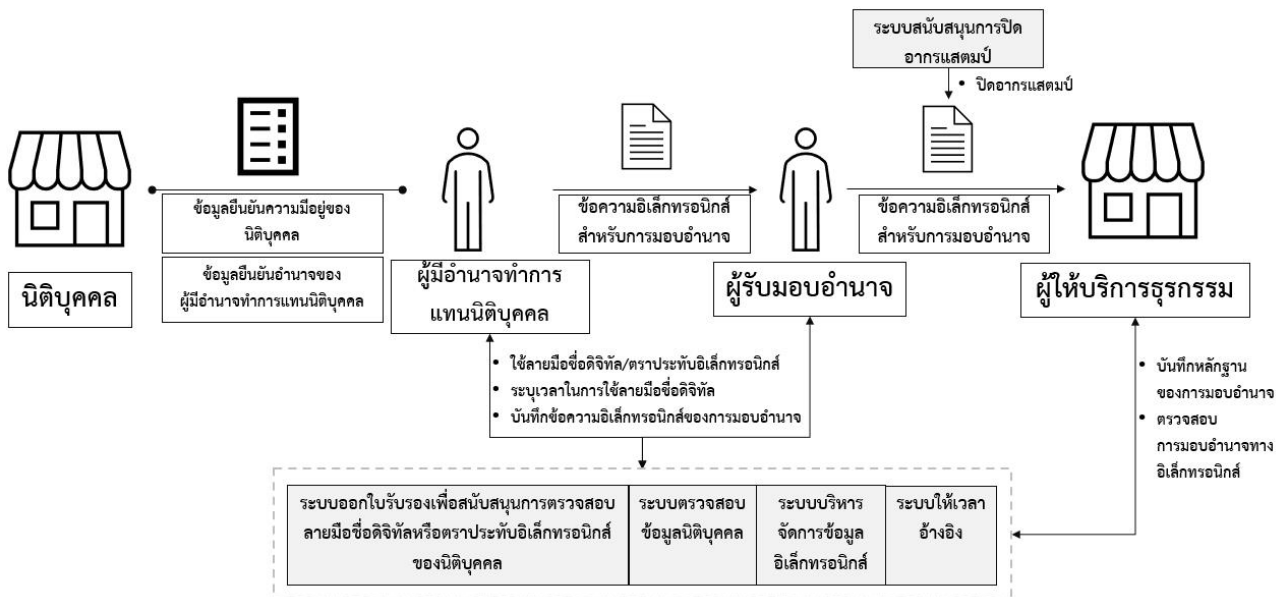 ระบบสนับสนุนการปิด
อากรแสตมป์
• ปิดอากรแสตมป์
ข้อมูลยืนยันความมีอยู่ของ
นิติบุคคล
ข้อมูลยืนยันอำนาจของ
ผู้มีอำนาจทำการแทนนิติบุคคล
ข้อความอิเล็กทรอนิกส์
สำหรับการมอบอำนาจ
ข้อความอิเล็กทรอนิกส์
สำหรับการมอบอำนาจ
นิติบุคคล
ผู้มีอำนาจทำการ
แทนนิติบุคคล
ผู้รับมอบอำนาจ
ผู้ให้บริการธุรกรรม
• ใช้ลายมือชื่อดิจิทัล/ตราประทับอิเล็กทรอนิกส์
• ระบุเวลาในการใช้ลายมือชื่อดิจิทัล
• บันทึกข้อความอิเล็กทรอนิกส์ของการมอบอำนาจ
• บันทึกหลักฐาน
ของการมอบอำนาจ
• ตรวจสอบ
การมอบอำนาจทาง
อิเล็กทรอนิกส์
ระบบออกใบรับรองเพื่อสนับสนุนการตรวจสอบ
ลายมือชื่อดิจิทัลหรือตราประทับอิเล็กทรอนิกส์
ของนิติบุคคล
ระบบตรวจสอบ
ข้อมูลนิติบุคคล
ระบบบริหาร
จัดการข้อมูล
อิเล็กทรอนิกส์
ระบบให้เวลา
อ้างอิง